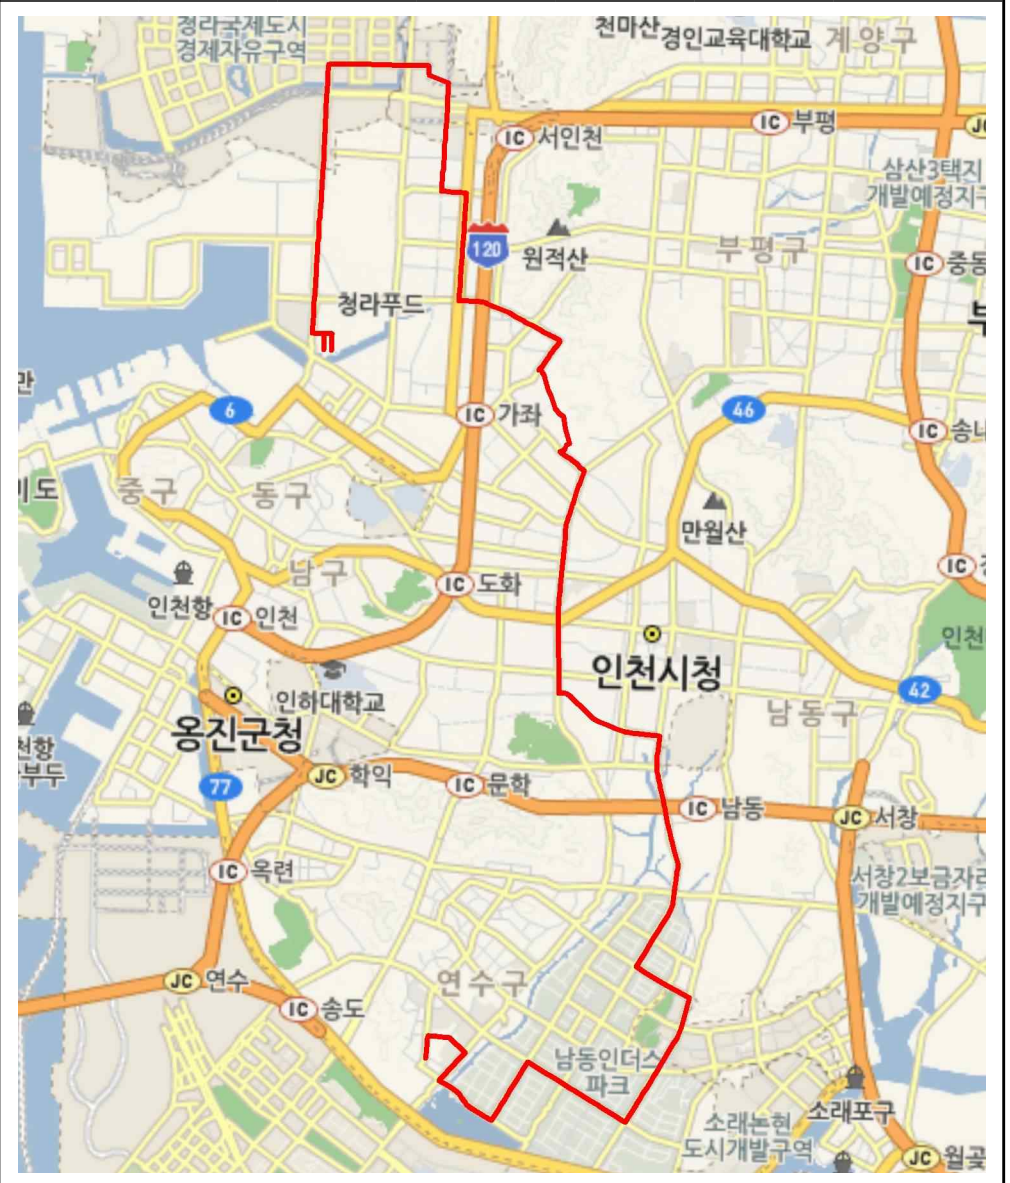 청라국제도시
경제자유구역
천마산
경인교육대학교
계양구
IC 부평
JC
IC 서인천
삼산3택지
개발예정지구
120
원적산
부평구
IC 중동
청라푸드
만
6
IC 가좌
46
IC 송내
중구
동구
만월산
남구
IC 도화
IC
인천항
IC 인천
인천시청
인천
42
인하대학교
옹진군청
남동구
77
JC 학익
IC 문학
IC 남동
JC 서창
IC 옥련
서창2보금자리
개발예정지구
연수구
JC 연수
IC 송도
남동인더스
파크
소래포구
소래논현
도시개발구역
JC 월곶